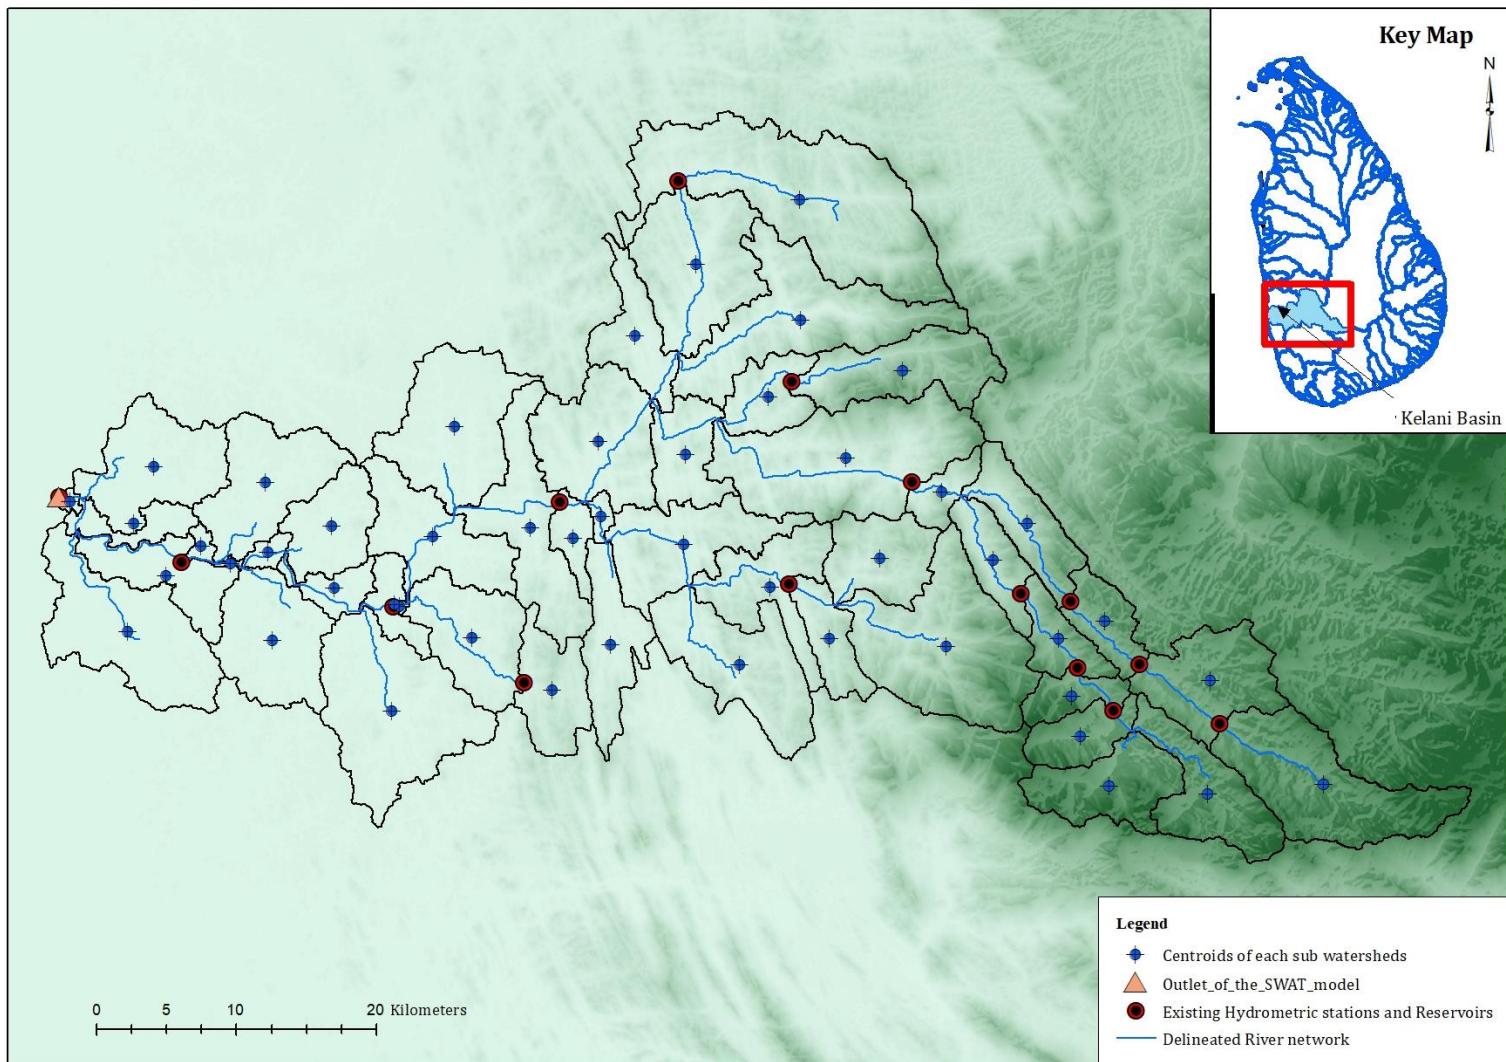 Key Map
N
Kelani Basin
Legend
Centroids of each sub watersheds
Outlet_of_the_SWAT_model
Existing Hydrometric stations and Reservoirs
Delineated River network
0 5 10 20 Kilometers